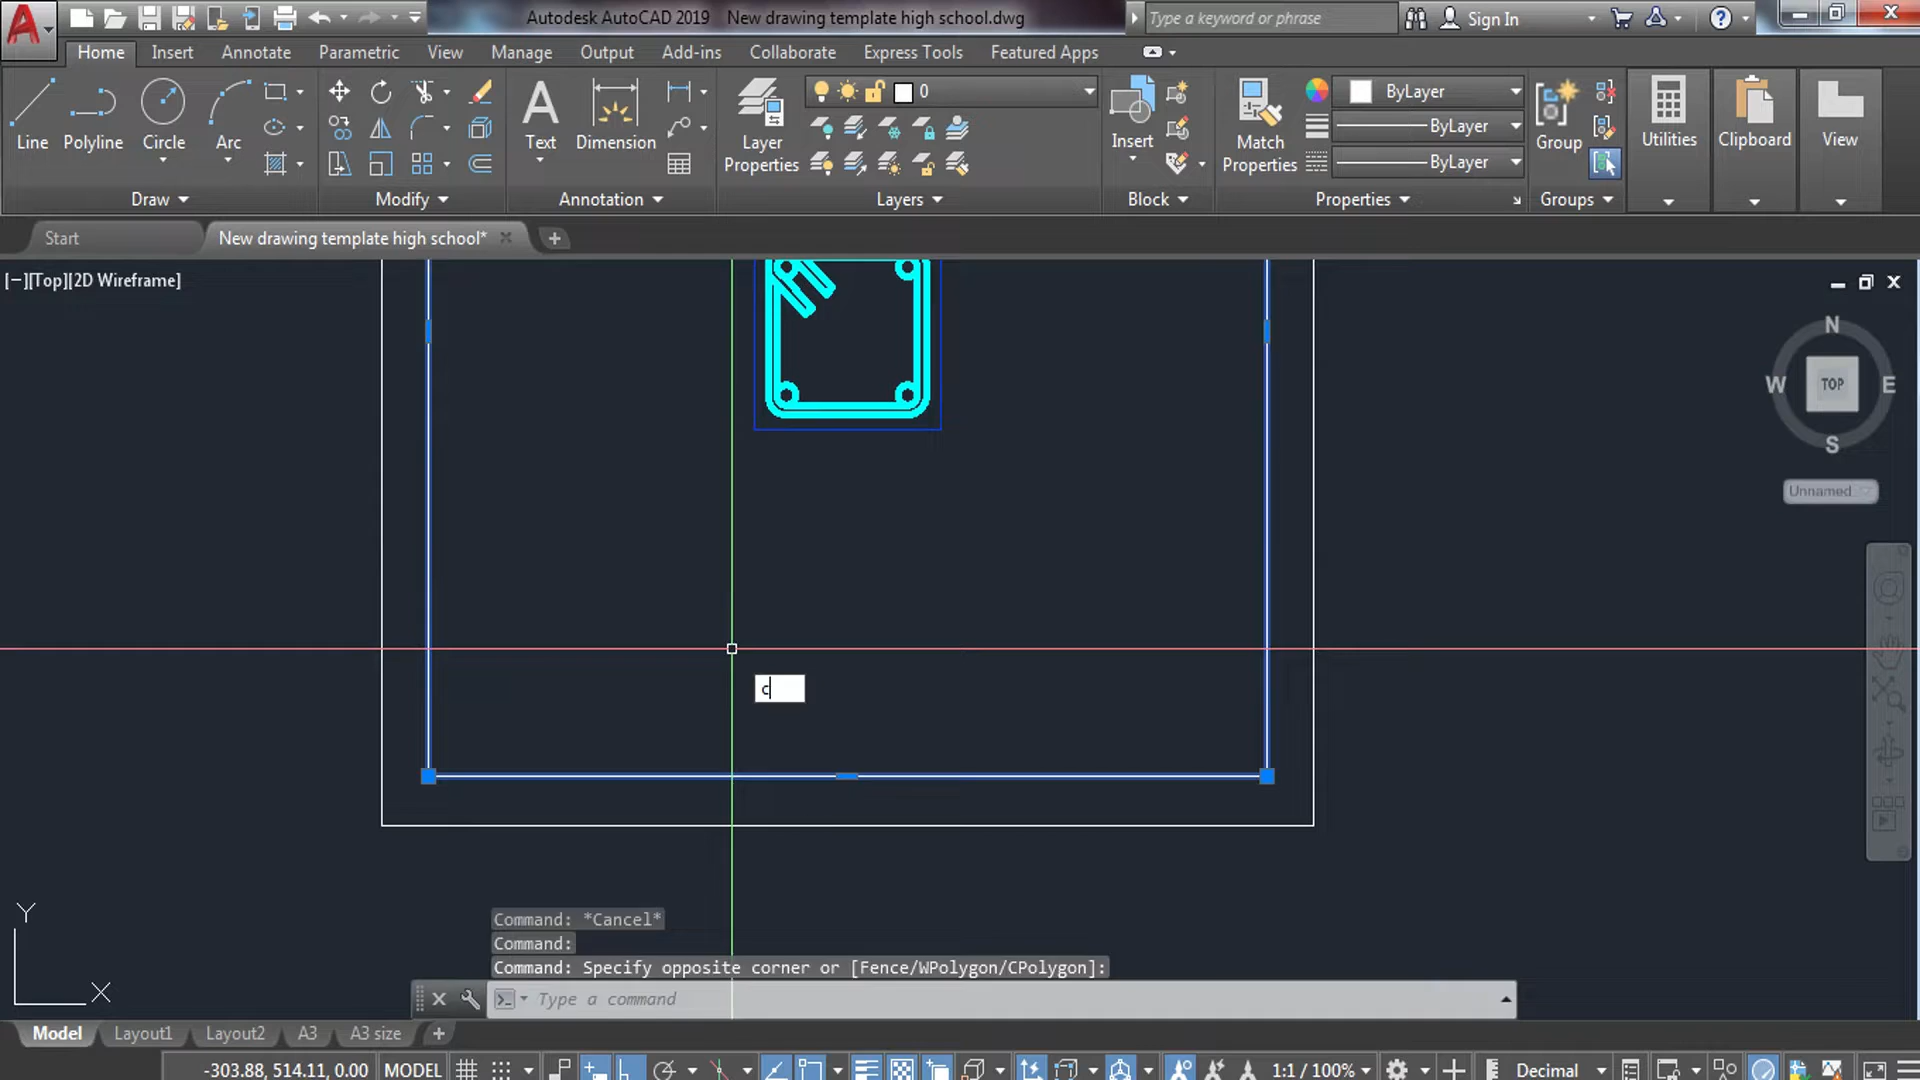 Autodesk AutoCAD 2019 New drawing template high school.dwg
Type a keyword or phrase
Sign In
Home Insert Annotate Parametric View Manage Output Add-ins Collaborate Express Tools Featured Apps
0
ByLayer
ByLayer
ByLayer
Line Polyline Circle Arc
Text Dimension
Layer Properties
Insert
Match Properties
Group
Utilities
Clipboard
View
Draw Modify Annotation Layers Block Properties Groups
Start New drawing template high school*
[−][Top][2D Wireframe]
N
W TOP E
S
Unnamed
c
Y
X
Command: *Cancel*
Command:
Command: Specify opposite corner or [Fence/WPolygon/CPolygon]:
Type a command
Model Layout1 Layout2 A3 A3 size
-303.88, 514.11, 0.00 MODEL 1:1 / 100% Decimal